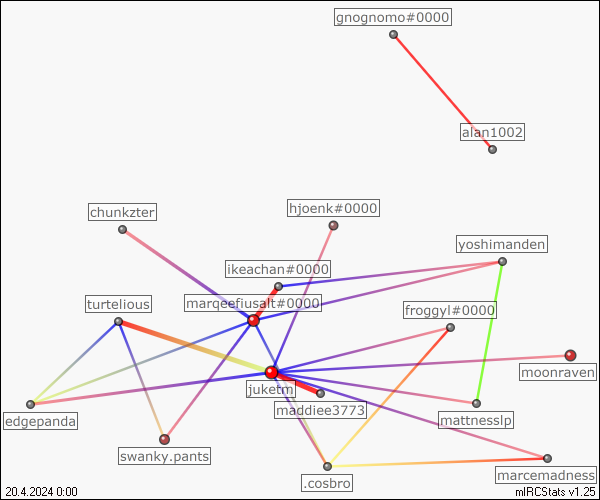 gnognomo#0000
alan1002
chunkzter
hjoenk#0000
yoshimanden
ikeachan#0000
turtelious
marqeefiusalt#0000
froggyl#0000
moonraven
juketm
maddiee3773
edgepanda
mattnesslp
swanky.pants
.cosbro
marcemadness
20.4.2024 0:00
mIRCStats v1.25